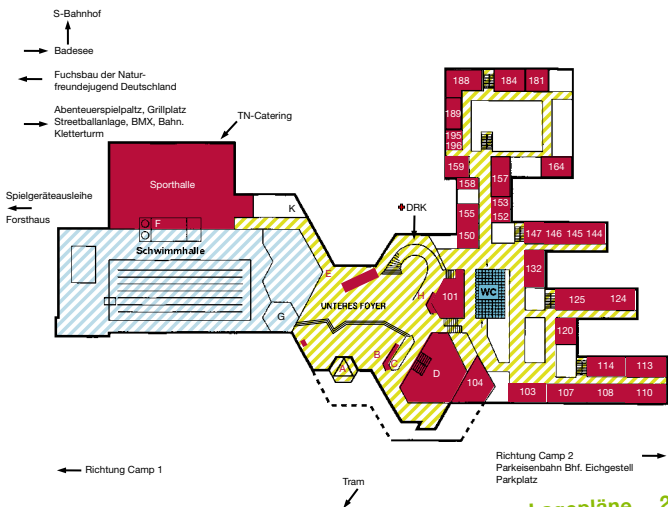 S-Bahnhof
Badesee
Fuchsbau der Natur-
freundejugend Deutschland
Abenteuerspielpaltz, Grillplatz
Streetballanlage, BMX, Bahn.
Kletterturm
TN-Catering
188 184 181
189
195
196
159
157
164
158
153
152
155
150
Sporthalle
K
DRK
Spielgeräteausleihe
Forsthaus
F
Schwimmhalle
147 146 145 144
E
132
H
101
WC
UNTERES FOYER
125 124
G
120
B
A
C
D
104
114 113
103 107 108 110
Richtung Camp 1
Richtung Camp 2
Parkeisenbahn Bhf. Eichgestell
Parkplatz
Tram
Lagepläne 2